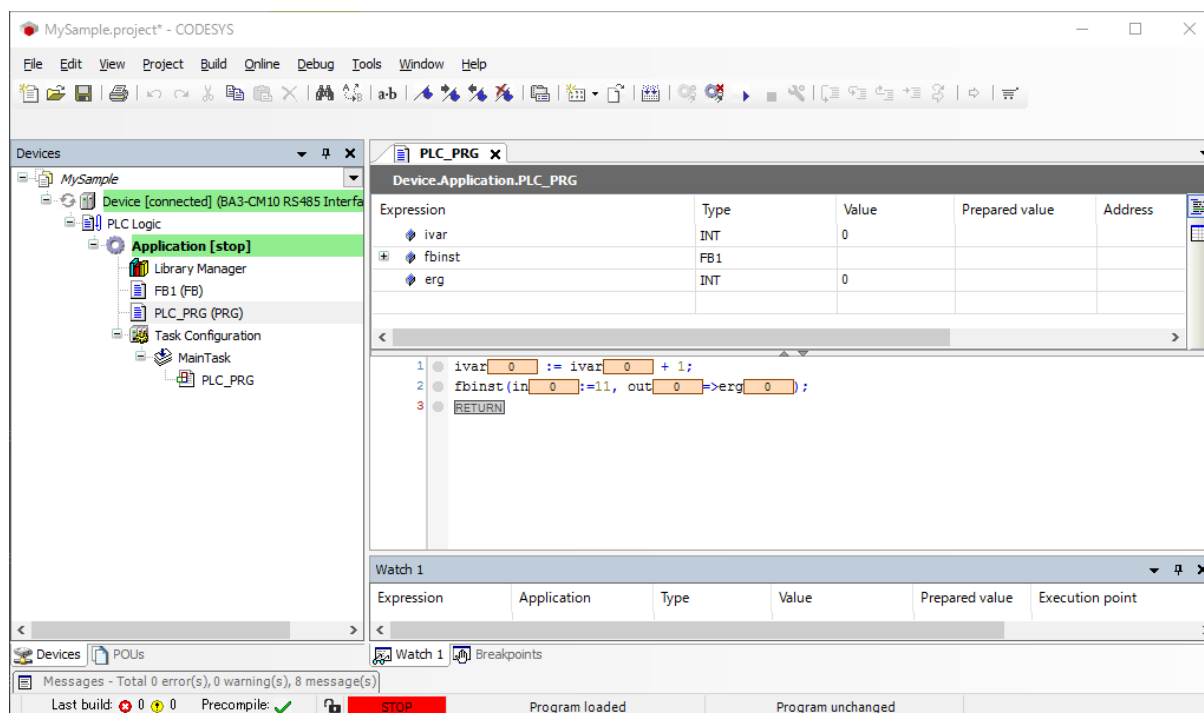 MySample.project* - CODESYS
File Edit View Project Build Online Debug Tools Window Help
Devices
MySample
Device [connected] (BA3-CM10 RS485 Interfa
PLC Logic
Application [stop]
Library Manager
FB1 (FB)
PLC_PRG (PRG)
Task Configuration
MainTask
PLC_PRG
Devices POUs
PLC_PRG
Device.Application.PLC_PRG
Expression Type Value Prepared value Address
ivar INT 0
fbinst FB1
erg INT 0
1 ivar 0 := ivar 0 + 1;
2 fbinst(in 0 :=11, out 0 =>erg 0 );
3 RETURN
Watch 1
Expression Application Type Value Prepared value Execution point
Watch 1 Breakpoints
Messages - Total 0 error(s), 0 warning(s), 8 message(s)
Last build: 0 0 Precompile: STOP Program loaded Program unchanged